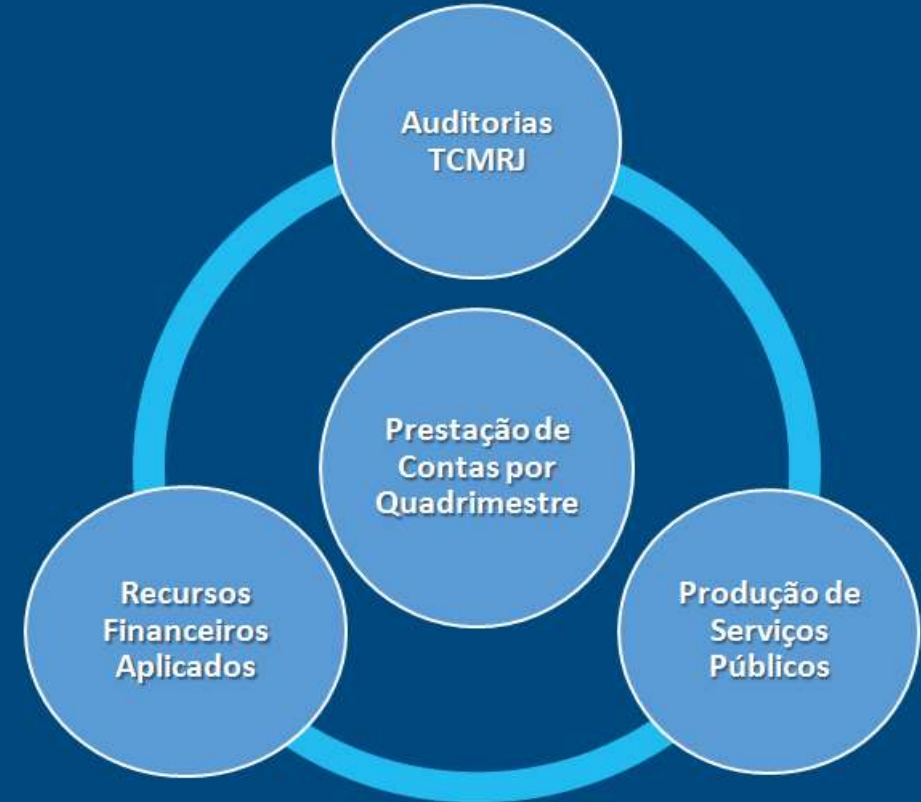 Auditorias
TCMRJ
Prestação de
Contas por
Quadrimestre
Recursos
Financeiros
Aplicados
Produção de
Serviços
Públicos